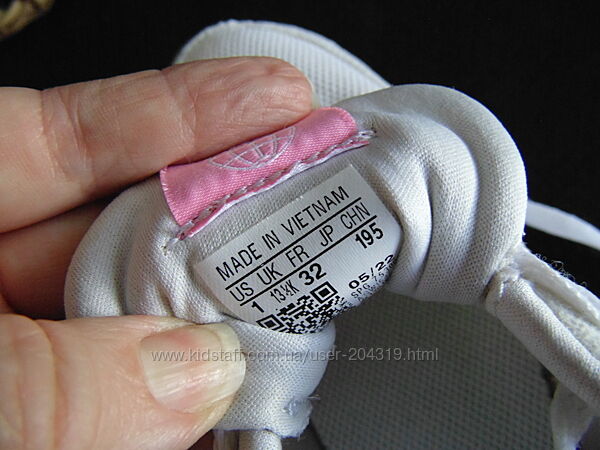 MADE IN VIETNAM
US UK FR JP CHN
1 13½K 32 195
05/22
www.kidstaff.com.ua/user-204319.html